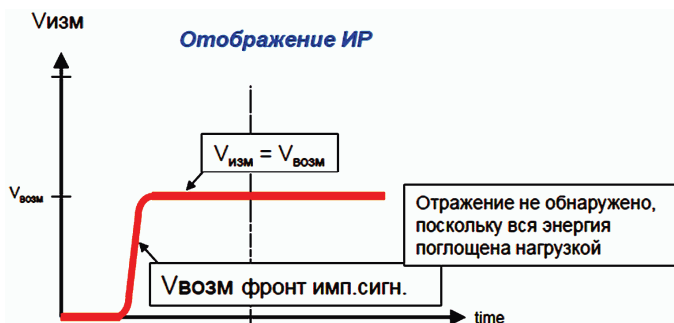 Vизм
Отображение ИР
Vизм = Vвозм
Vвозм
Отражение не обнаружено,
поскольку вся энергия
поглощена нагрузкой
Vвозм фронт имп.сигн.
time